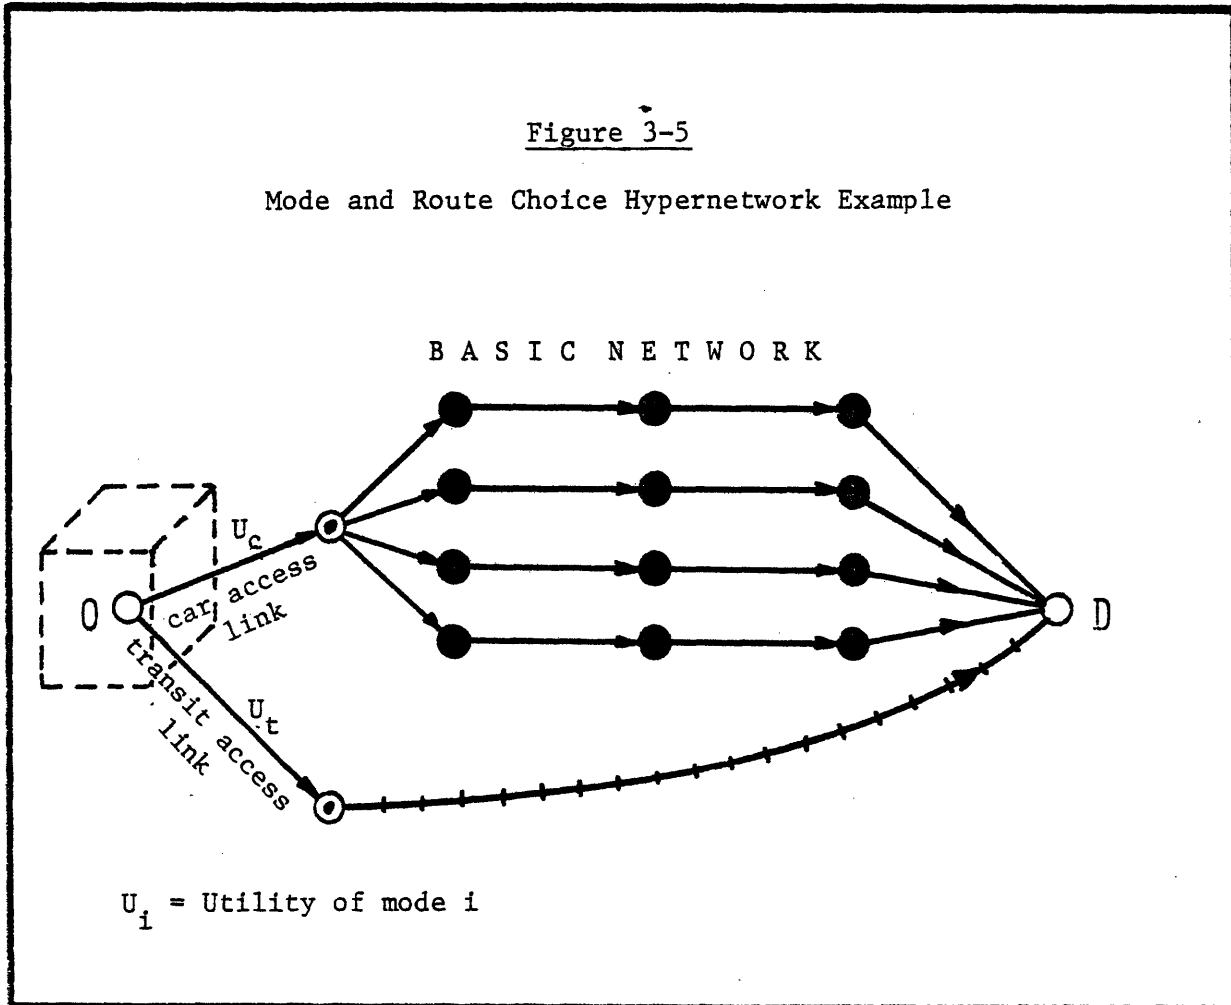 Figure 3-5
Mode and Route Choice Hypernetwork Example
B A S I C  N E T W O R K
U_c
car access
link
O
D
transit access
link
U_t
U_i = Utility of mode i